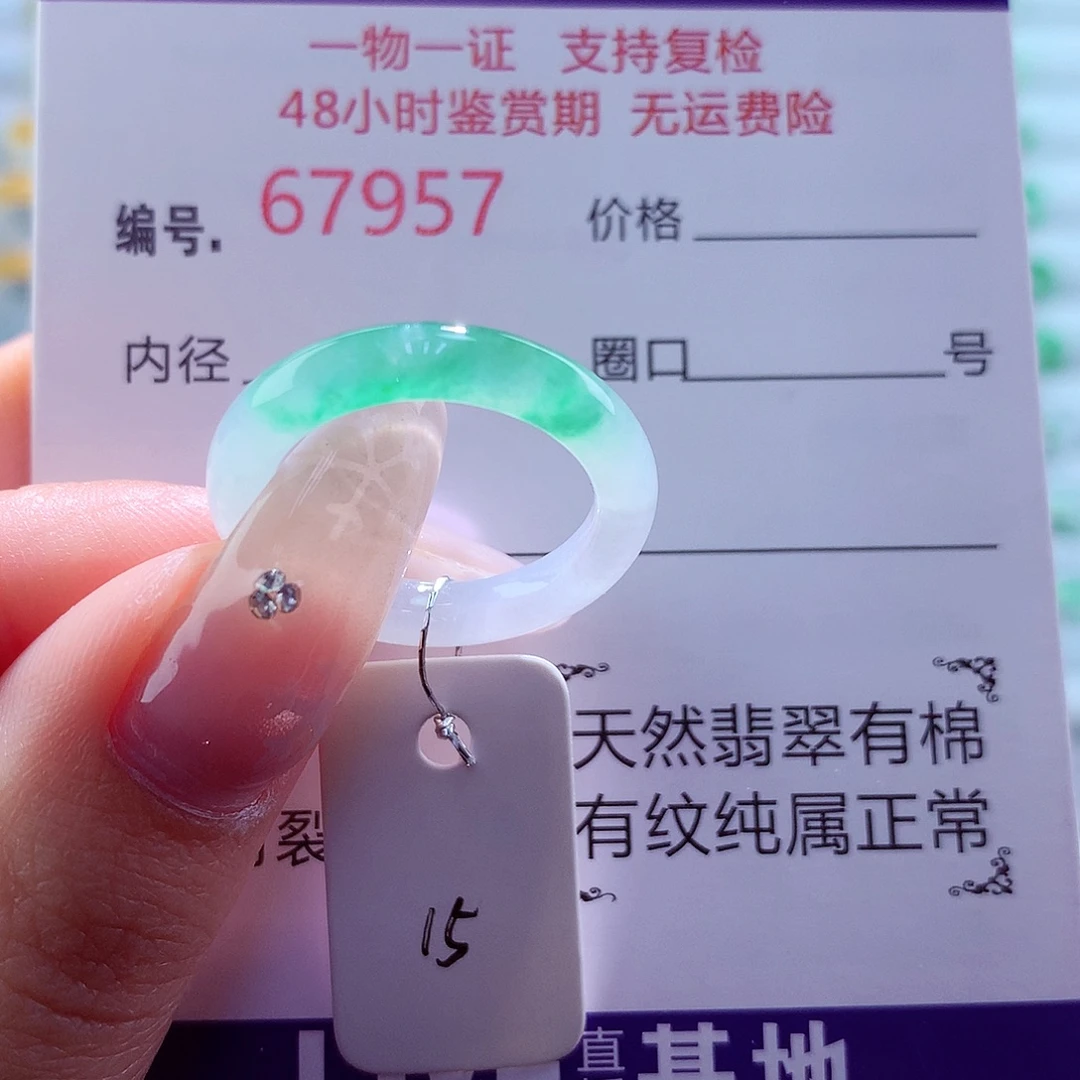 一物一证 支持复检
48小时鉴赏期 无运费险
编号. 67957 价格
内径 圈口 号
天然翡翠有棉
裂 有纹纯属正常
15
直
基地